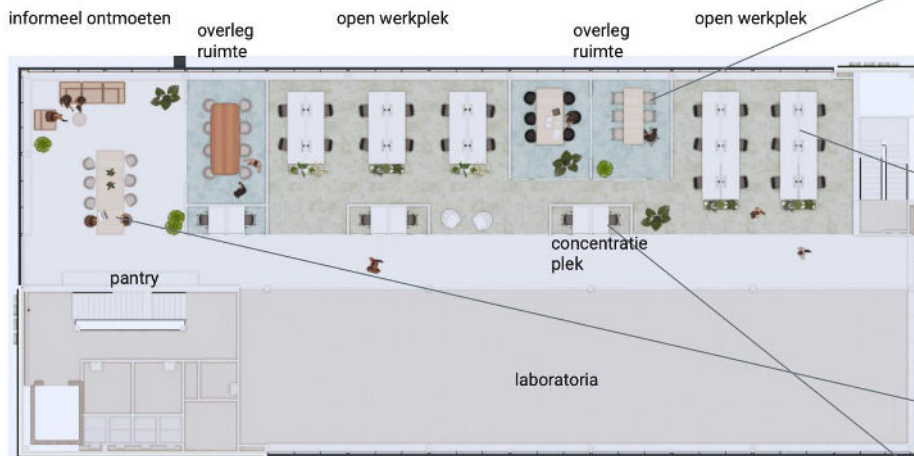 informeel ontmoeten
open werkplek
open werkplek
overleg
ruimte
overleg
ruimte
concentratie
plek
pantry
laboratoria